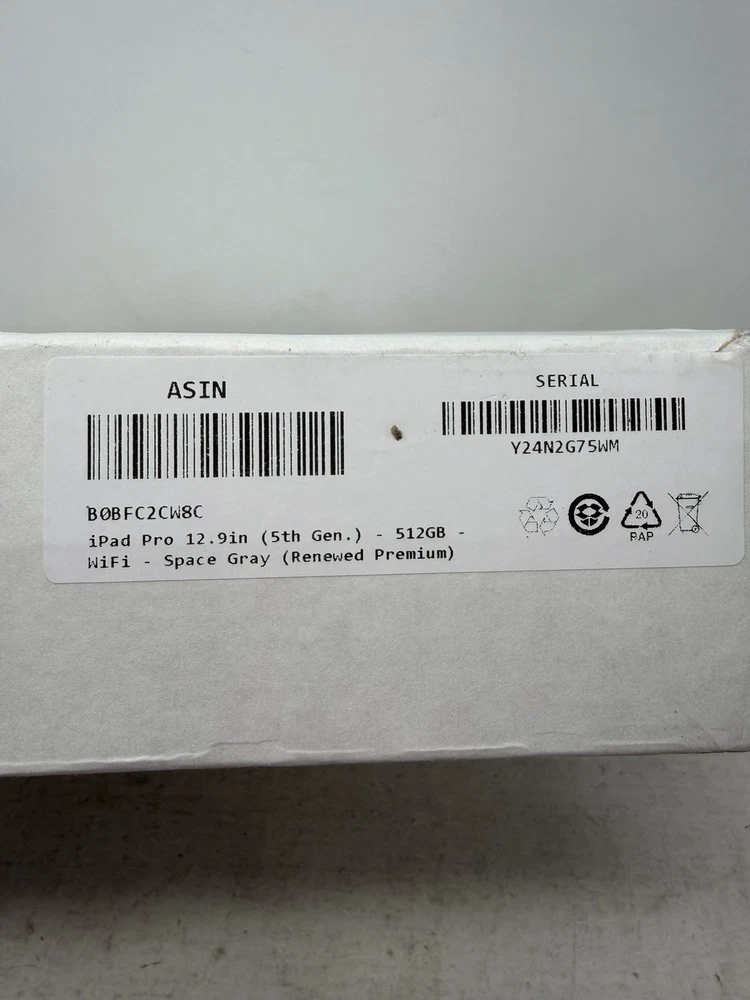 ASIN
B0BFC2CW8C
iPad Pro 12.9in (5th Gen.) - 512GB -
WiFi - Space Gray (Renewed Premium)
SERIAL
Y24N2G75WM
20
PAP